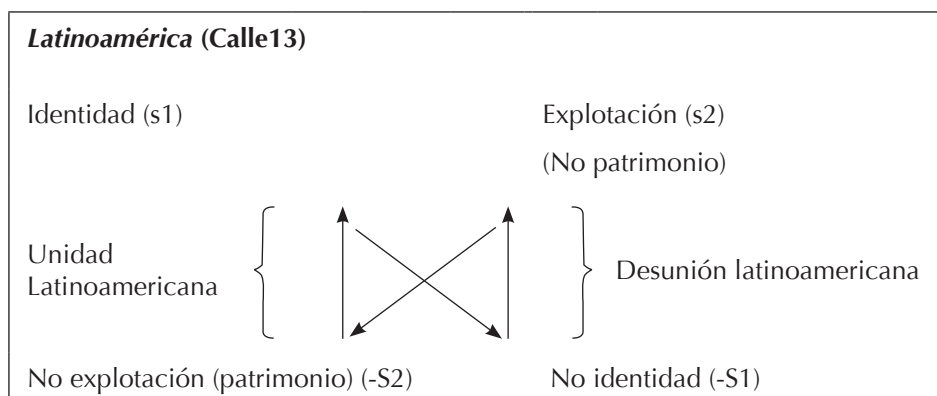 Latinoamérica (Calle13)
Identidad (s1)
Explotación (s2)
(No patrimonio)
Unidad
Latinoamericana
Desunión latinoamericana
No explotación (patrimonio) (-S2)
No identidad (-S1)